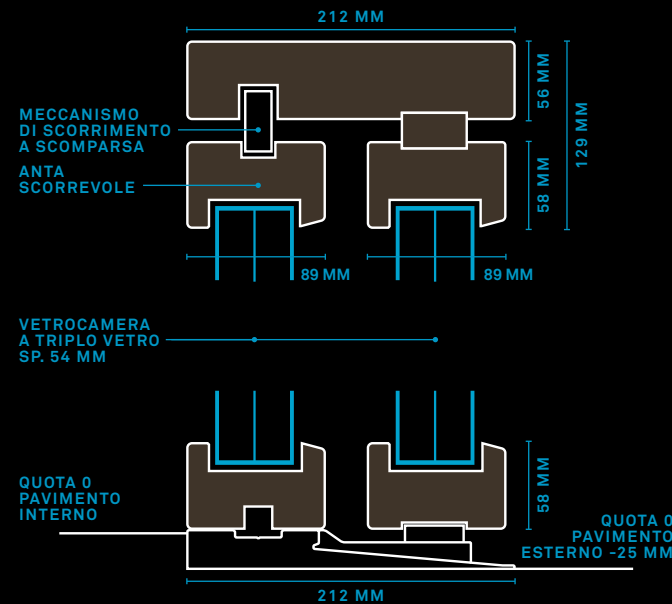 212 MM
56 MM
129 MM
MECCANISMO
DI SCORRIMENTO
A SCOMPARSA
ANTA
SCORREVOLE
58 MM
89 MM
89 MM
VETROCAMERA
A TRIPLO VETRO
SP. 54 MM
58 MM
QUOTA 0
PAVIMENTO
INTERNO
QUOTA 0
PAVIMENTO
ESTERNO -25 MM
212 MM